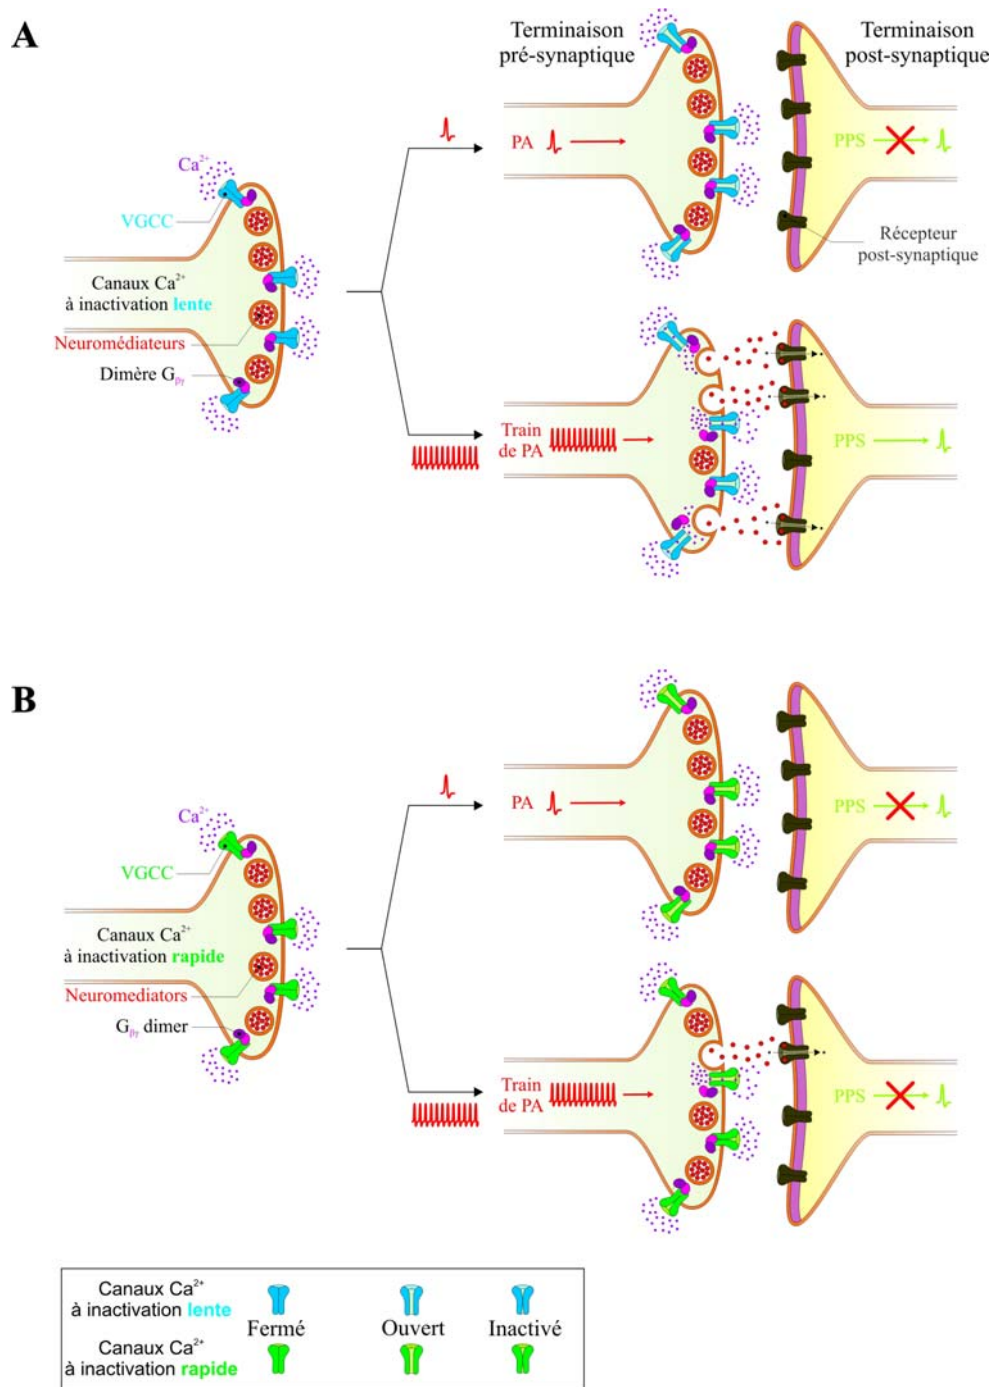 A
Terminaison
pré-synaptique
Terminaison
post-synaptique
Ca²⁺
VGCC
Canaux Ca²⁺
à inactivation lente
Neuromédiateurs
Dimère Gβγ
PA
PPS
Récepteur
post-synaptique
Train
de PA
PPS
B
Ca²⁺
VGCC
Canaux Ca²⁺
à inactivation rapide
Neuromediators
Gβγ dimer
PA
PPS
Train
de PA
PPS
Canaux Ca²⁺
à inactivation lente
Fermé
Ouvert
Inactivé
Canaux Ca²⁺
à inactivation rapide